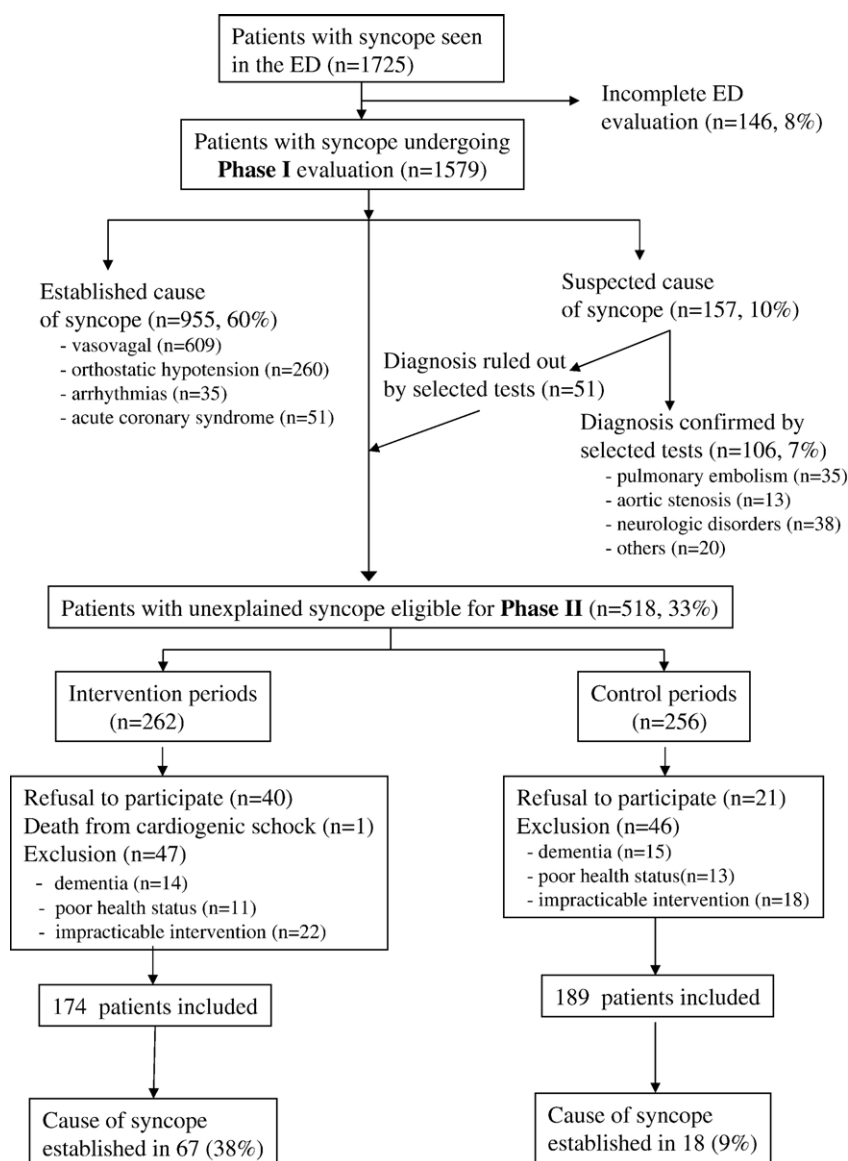 Patients with syncope seen
in the ED (n=1725)
Incomplete ED
evaluation (n=146, 8%)
Patients with syncope undergoing
Phase I evaluation (n=1579)
Established cause
of syncope (n=955, 60%)
- vasovagal (n=609)
- orthostatic hypotension (n=260)
- arrhythmias (n=35)
- acute coronary syndrome (n=51)
Suspected cause
of syncope (n=157, 10%)
Diagnosis ruled out
by selected tests (n=51)
Diagnosis confirmed by
selected tests (n=106, 7%)
- pulmonary embolism (n=35)
- aortic stenosis (n=13)
- neurologic disorders (n=38)
- others (n=20)
Patients with unexplained syncope eligible for Phase II (n=518, 33%)
Intervention periods
(n=262)
Control periods
(n=256)
Refusal to participate (n=40)
Death from cardiogenic schock (n=1)
Exclusion (n=47)
- dementia (n=14)
- poor health status (n=11)
- impracticable intervention (n=22)
Refusal to participate (n=21)
Exclusion (n=46)
- dementia (n=15)
- poor health status(n=13)
- impracticable intervention (n=18)
174 patients included
189 patients included
Cause of syncope
established in 67 (38%)
Cause of syncope
established in 18 (9%)